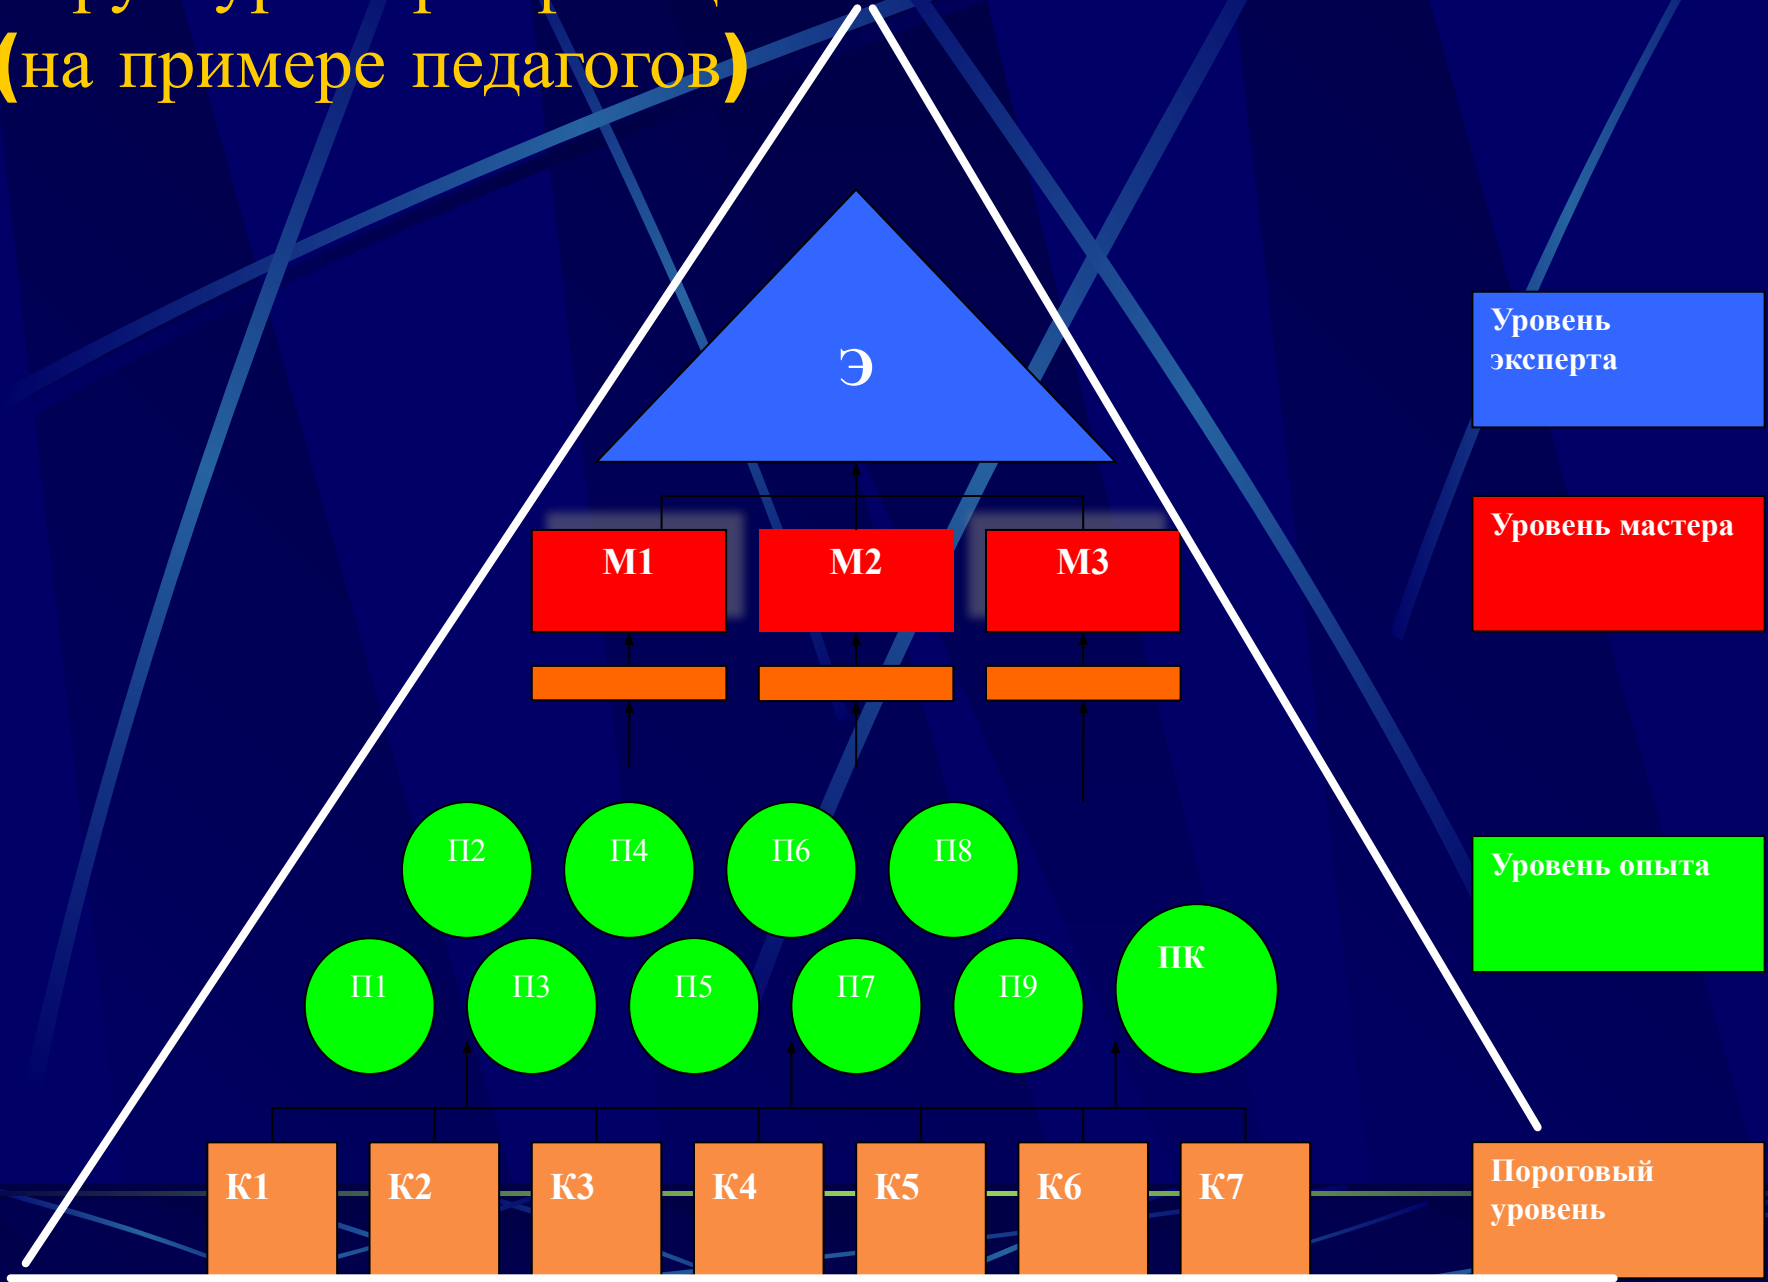 (на примере педагогов)
Э
Уровень
эксперта
М1 М2 М3
Уровень мастера
П2 П4 П6 П8
Уровень опыта
П1 П3 П5 П7 П9 ПК
К1 К2 К3 К4 К5 К6 К7
Пороговый
уровень